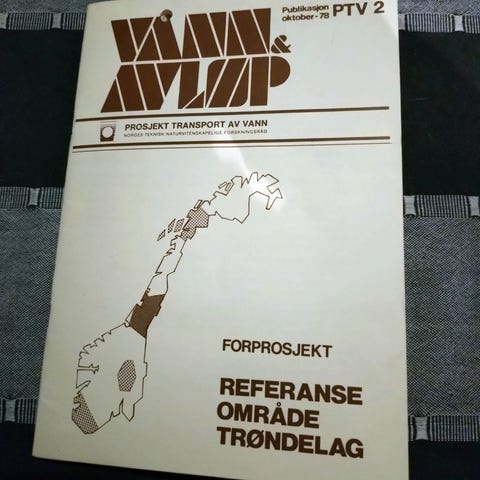 VANN
&
AVLØP
Publikasjon
oktober-78
PTV 2
PROSJEKT TRANSPORT AV VANN
NORGES TEKNISK-NATURVITENSKAPELIGE FORSKNINGSRÅD
FORPROSJEKT
REFERANSE
OMRÅDE
TRØNDELAG